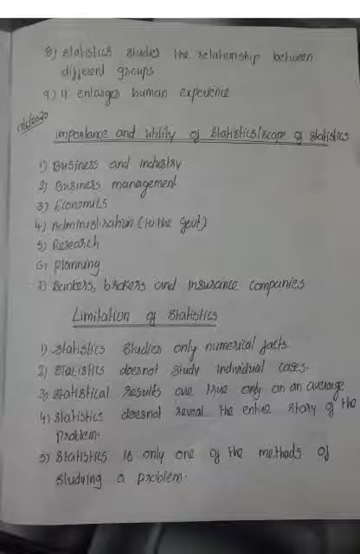 8) statistics studies the relationship between
different groups
9) It enlarges human experience
Importance and utility of statistics/scope of statistics
1) Business and industry
2) Business management
3) Economics
4) Administration (to the govt)
5) Research
6) Planning
7) Bankers, brokers and Insurance companies
Limitation of statistics
1) Statistics studies only numerical facts
2) Statistics doesnot study individual cases.
3) Statistical results are true only on an average
4) Statistics doesnot reveal the entire story of the
problem.
5) Statistics is only one of the methods of
studying a problem.